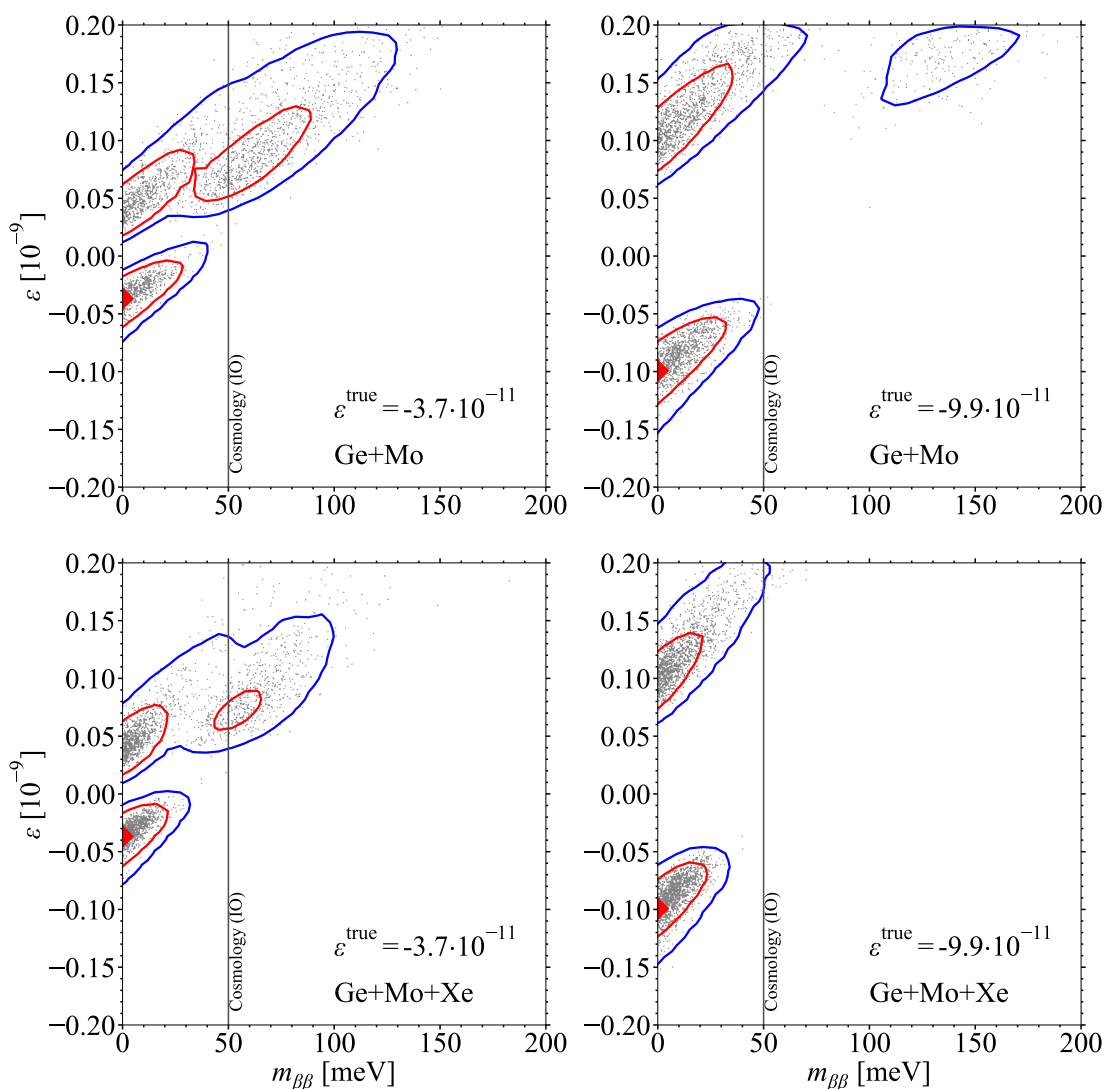 0.20
0.15
0.10
0.05
0.00
−0.05
−0.10
−0.15
−0.20
ε [10⁻⁹]
Cosmology (IO)
εᵗʳᵘᵉ = -3.7·10⁻¹¹
Ge+Mo
0 50 100 150 200
0.20
0.15
0.10
0.05
0.00
−0.05
−0.10
−0.15
−0.20
Cosmology (IO)
εᵗʳᵘᵉ = -9.9·10⁻¹¹
Ge+Mo
0 50 100 150 200
0.20
0.15
0.10
0.05
0.00
−0.05
−0.10
−0.15
−0.20
ε [10⁻⁹]
Cosmology (IO)
εᵗʳᵘᵉ = -3.7·10⁻¹¹
Ge+Mo+Xe
0 50 100 150 200
m_ββ [meV]
0.20
0.15
0.10
0.05
0.00
−0.05
−0.10
−0.15
−0.20
Cosmology (IO)
εᵗʳᵘᵉ = -9.9·10⁻¹¹
Ge+Mo+Xe
0 50 100 150 200
m_ββ [meV]